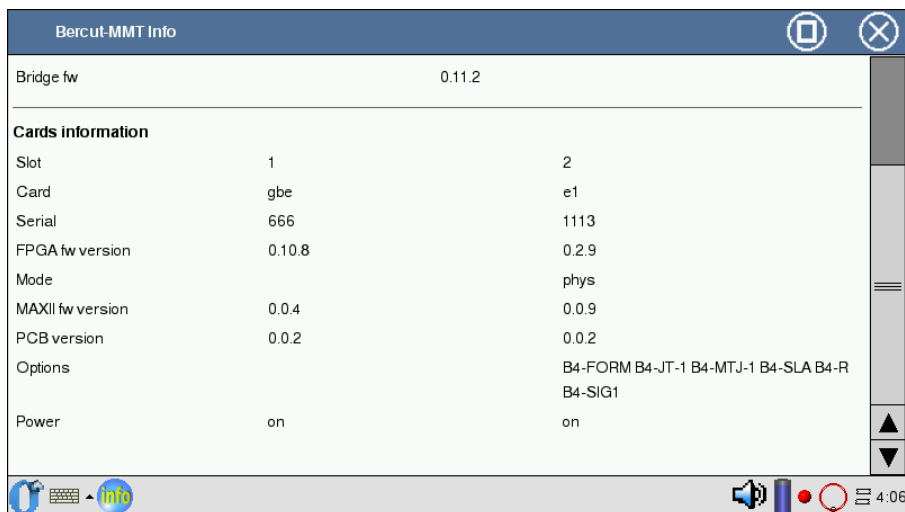 Bercut-MMT Info
Bridge fw 0.11.2
Cards information
Slot 1 2
Card gbe e1
Serial 666 1113
FPGA fw version 0.10.8 0.2.9
Mode phys
MAXII fw version 0.0.4 0.0.9
PCB version 0.0.2 0.0.2
Options B4-FORM B4-JT-1 B4-MTJ-1 B4-SLA B4-R
B4-SIG1
Power on on
info 4:06